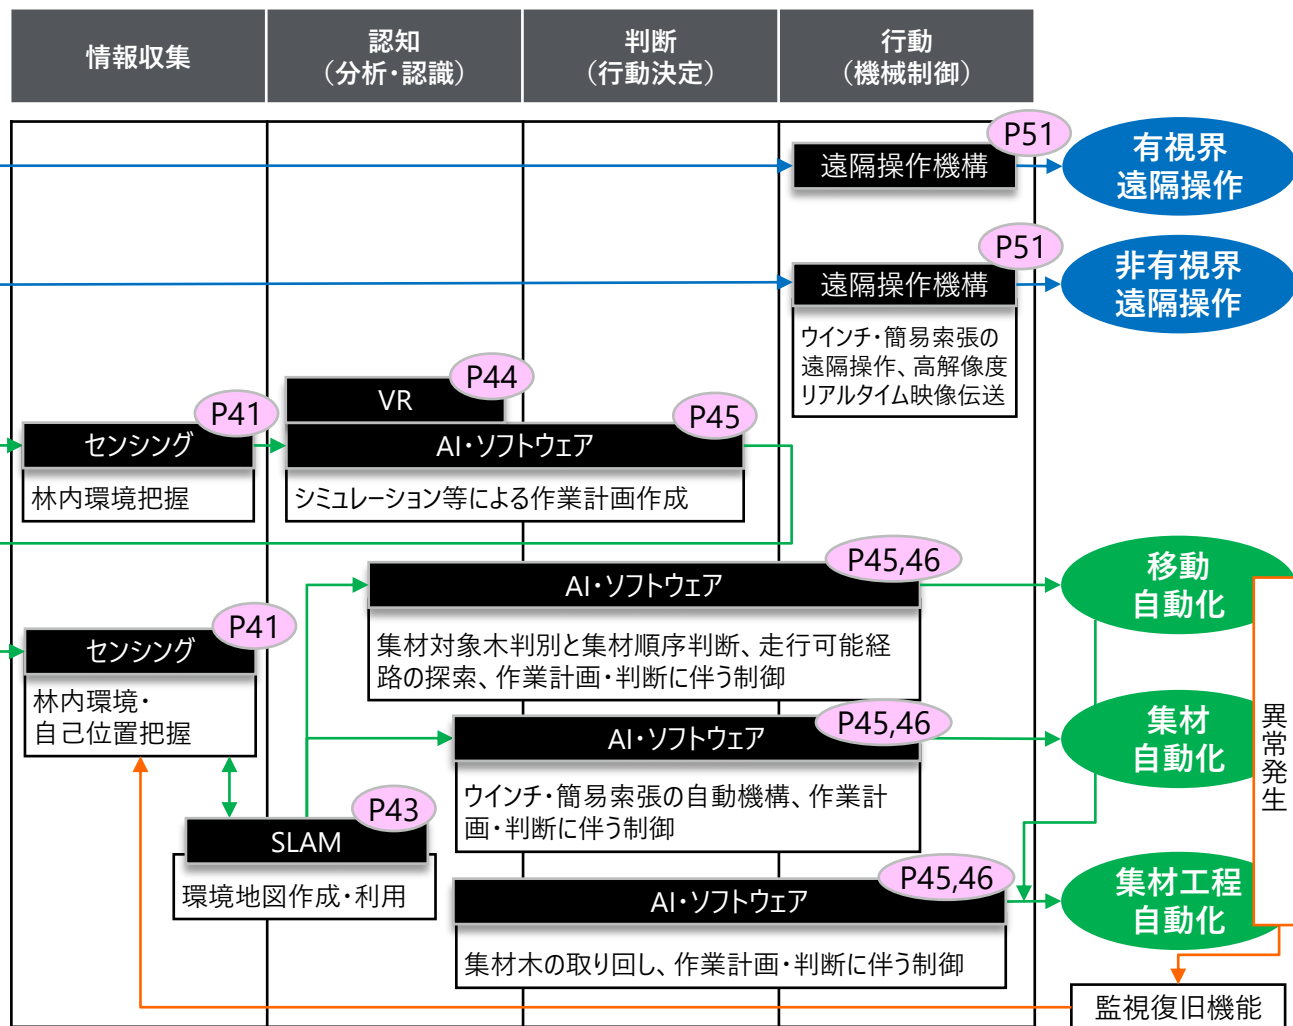 情報収集
認知
（分析・認識）
判断
（行動決定）
行動
（機械制御）
P51
遠隔操作機構
有視界
遠隔操作
P51
遠隔操作機構
非有視界
遠隔操作
ウインチ・簡易索張の
遠隔操作、高解像度
リアルタイム映像伝送
P44
VR
P41
センシング
P45
AI・ソフトウェア
林内環境把握
シミュレーション等による作業計画作成
P45,46
AI・ソフトウェア
移動
自動化
集材対象木判別と集材順序判断、走行可能経
路の探索、作業計画・判断に伴う制御
P41
センシング
林内環境・
自己位置把握
P45,46
AI・ソフトウェア
集材
自動化
異常発生
ウインチ・簡易索張の自動機構、作業計
画・判断に伴う制御
P43
SLAM
環境地図作成・利用
P45,46
AI・ソフトウェア
集材工程
自動化
集材木の取り回し、作業計画・判断に伴う制御
監視復旧機能